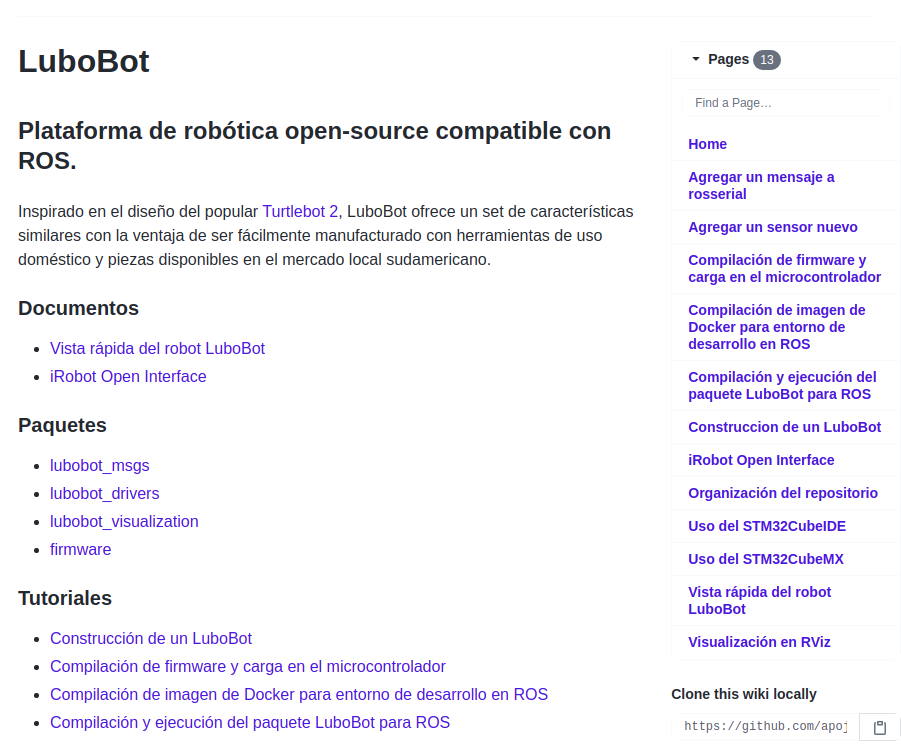 LuboBot
Plataforma de robótica open-source compatible con
ROS.
Inspirado en el diseño del popular Turtlebot 2, LuboBot ofrece un set de características
similares con la ventaja de ser fácilmente manufacturado con herramientas de uso
doméstico y piezas disponibles en el mercado local sudamericano.
Documentos
Vista rápida del robot LuboBot
iRobot Open Interface
Paquetes
lubobot_msgs
lubobot_drivers
lubobot_visualization
firmware
Tutoriales
Construcción de un LuboBot
Compilación de firmware y carga en el microcontrolador
Compilación de imagen de Docker para entorno de desarrollo en ROS
Compilación y ejecución del paquete LuboBot para ROS
Pages 13
Find a Page…
Home
Agregar un mensaje a
rosserial
Agregar un sensor nuevo
Compilación de firmware y
carga en el microcontrolador
Compilación de imagen de
Docker para entorno de
desarrollo en ROS
Compilación y ejecución del
paquete LuboBot para ROS
Construccion de un LuboBot
iRobot Open Interface
Organización del repositorio
Uso del STM32CubeIDE
Uso del STM32CubeMX
Vista rápida del robot
LuboBot
Visualización en RViz
Clone this wiki locally
https://github.com/apoj